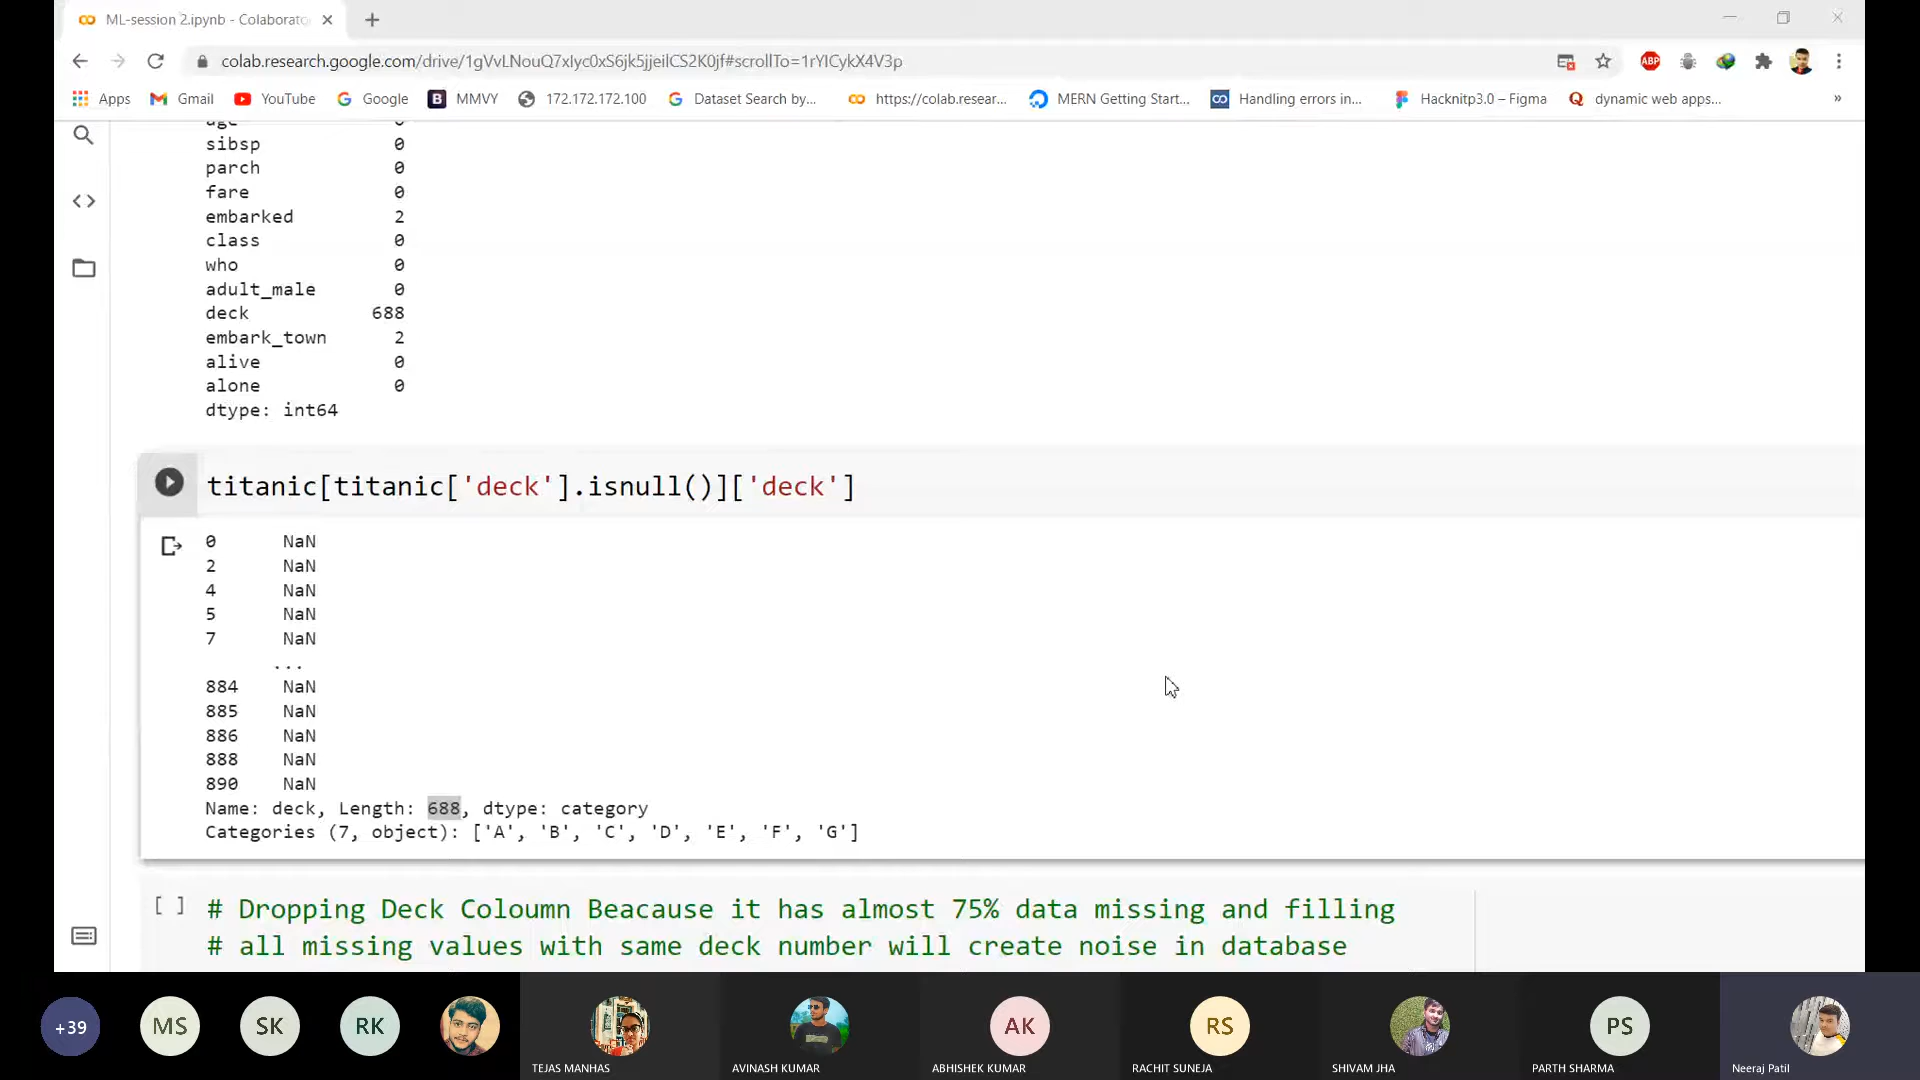 ML-session 2.ipynb - Colaborato
colab.research.google.com/drive/1gVvLNouQ7xIyc0xS6jk5jjeilCS2K0jf#scrollTo=1rYICykX4V3p
ABP
Apps Gmail YouTube Google MMVY 172.172.172.100 Dataset Search by... https://colab.resear... MERN Getting Start... Handling errors in... Hacknitp3.0 – Figma dynamic web apps... »
age 0
sibsp 0
parch 0
fare 0
embarked 2
class 0
who 0
adult_male 0
deck 688
embark_town 2
alive 0
alone 0
dtype: int64
titanic[titanic['deck'].isnull()]['deck']
0 NaN
2 NaN
4 NaN
5 NaN
7 NaN
...
884 NaN
885 NaN
886 NaN
888 NaN
890 NaN
Name: deck, Length: 688, dtype: category
Categories (7, object): ['A', 'B', 'C', 'D', 'E', 'F', 'G']
[ ] # Dropping Deck Coloumn Beacause it has almost 75% data missing and filling
# all missing values with same deck number will create noise in database
+39 MS SK RK AK RS PS
TEJAS MANHAS AVINASH KUMAR ABHISHEK KUMAR RACHIT SUNEJA SHIVAM JHA PARTH SHARMA Neeraj Patil